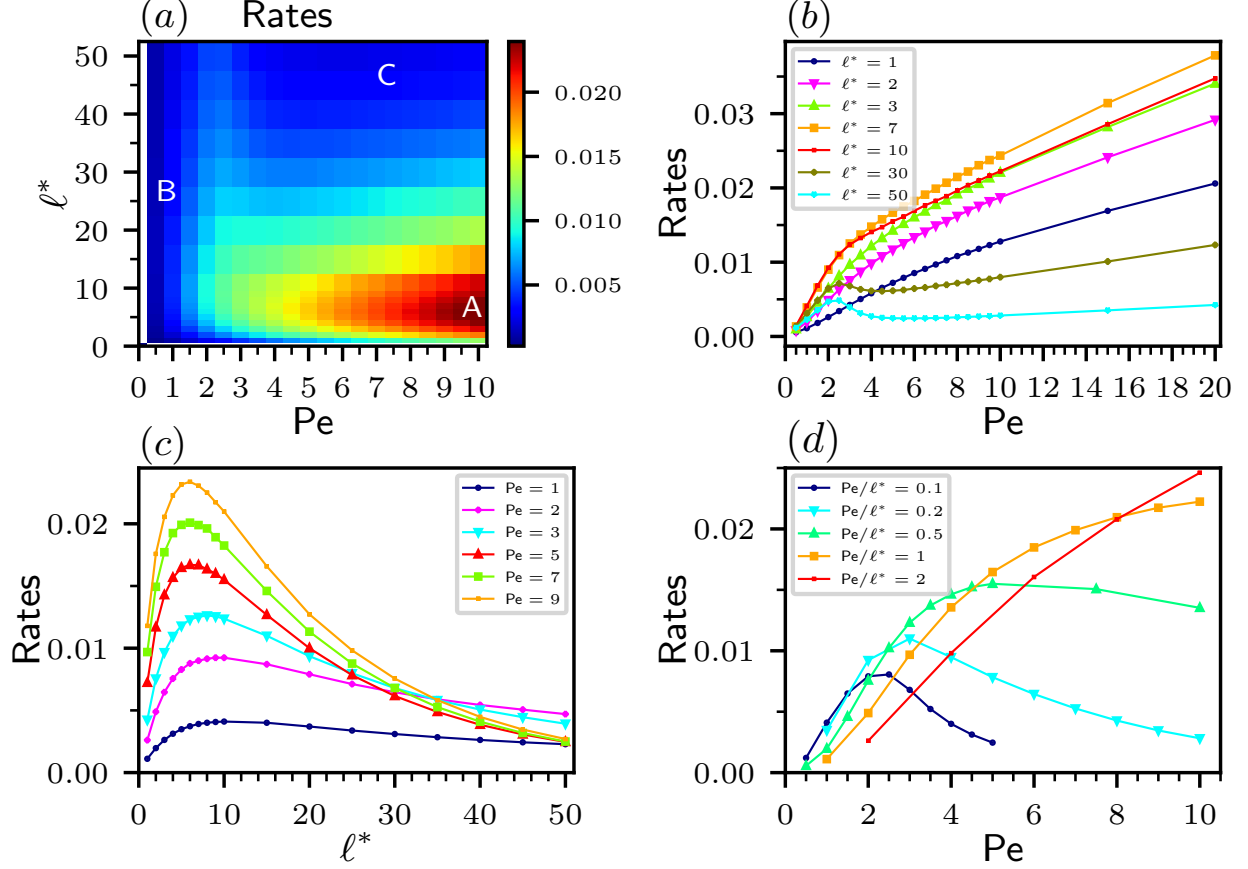 (a) Rates
50
40
30
20
10
0
ℓ*
A
B
C
0 1 2 3 4 5 6 7 8 9 10
Pe
0.020
0.015
0.010
0.005
(b)
ℓ* = 1
ℓ* = 2
ℓ* = 3
ℓ* = 7
ℓ* = 10
ℓ* = 30
ℓ* = 50
0.03
0.02
0.01
0.00
Rates
0 2 4 6 8 10 12 14 16 18 20
Pe
(c)
Pe = 1
Pe = 2
Pe = 3
Pe = 5
Pe = 7
Pe = 9
0.02
0.01
0.00
Rates
0 10 20 30 40 50
ℓ*
(d)
Pe/ℓ* = 0.1
Pe/ℓ* = 0.2
Pe/ℓ* = 0.5
Pe/ℓ* = 1
Pe/ℓ* = 2
0.02
0.01
0.00
Rates
0 2 4 6 8 10
Pe